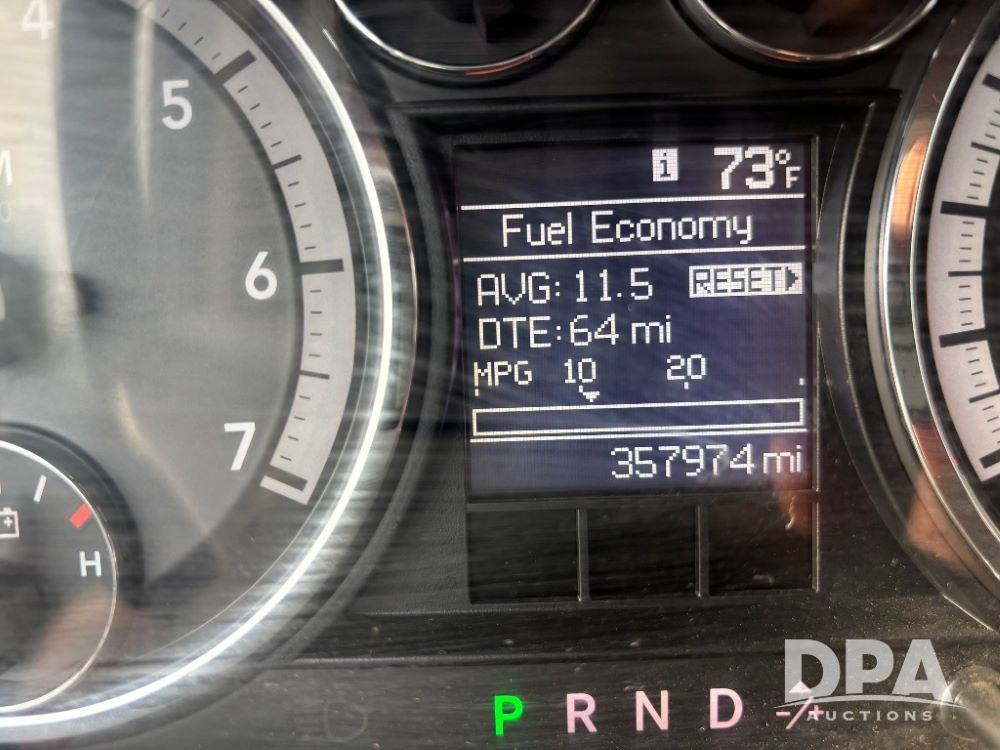 4
5
6
7
H
i 73°F
Fuel Economy
AVG: 11.5 RESET
DTE: 64 mi
MPG 10 20
357974 mi
P R N D -/+
DPA
AUCTIONS